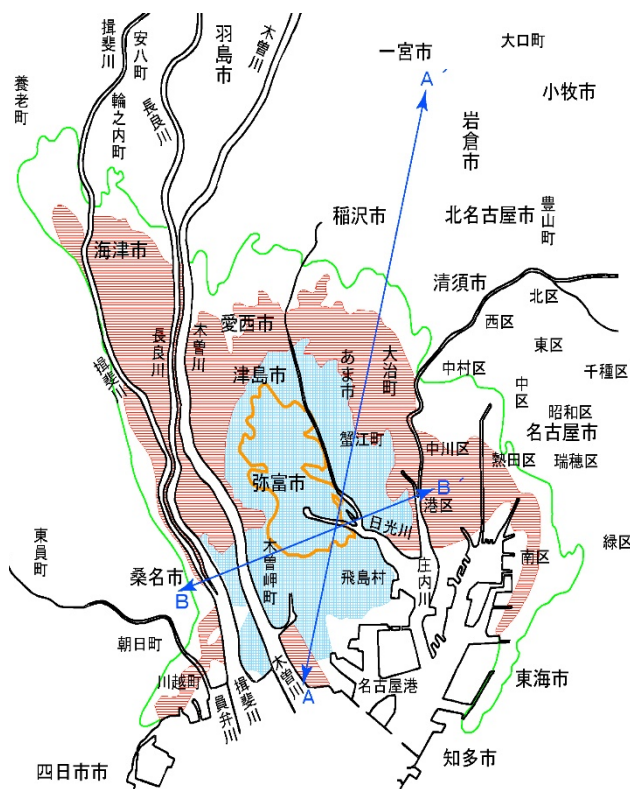 揖斐川
安八町
羽島市
木曽川
一宮市
大口町
A´
養老町
輪之内町
長良川
小牧市
岩倉市
稲沢市
北名古屋市
豊山町
海津市
清須市
北区
西区
愛西市
長良川
木曽川
揖斐川
津島市
あま市
大治町
東区
中村区
千種区
中区
昭和区
名古屋市
蟹江町
中川区
熱田区
瑞穂区
弥富市
B´
港区
日光川
東員町
木曽岬町
庄内川
南区
緑区
桑名市
B
飛島村
朝日町
川越町
員弁川
揖斐川
木曽川
A
名古屋港
東海市
知多市
四日市市